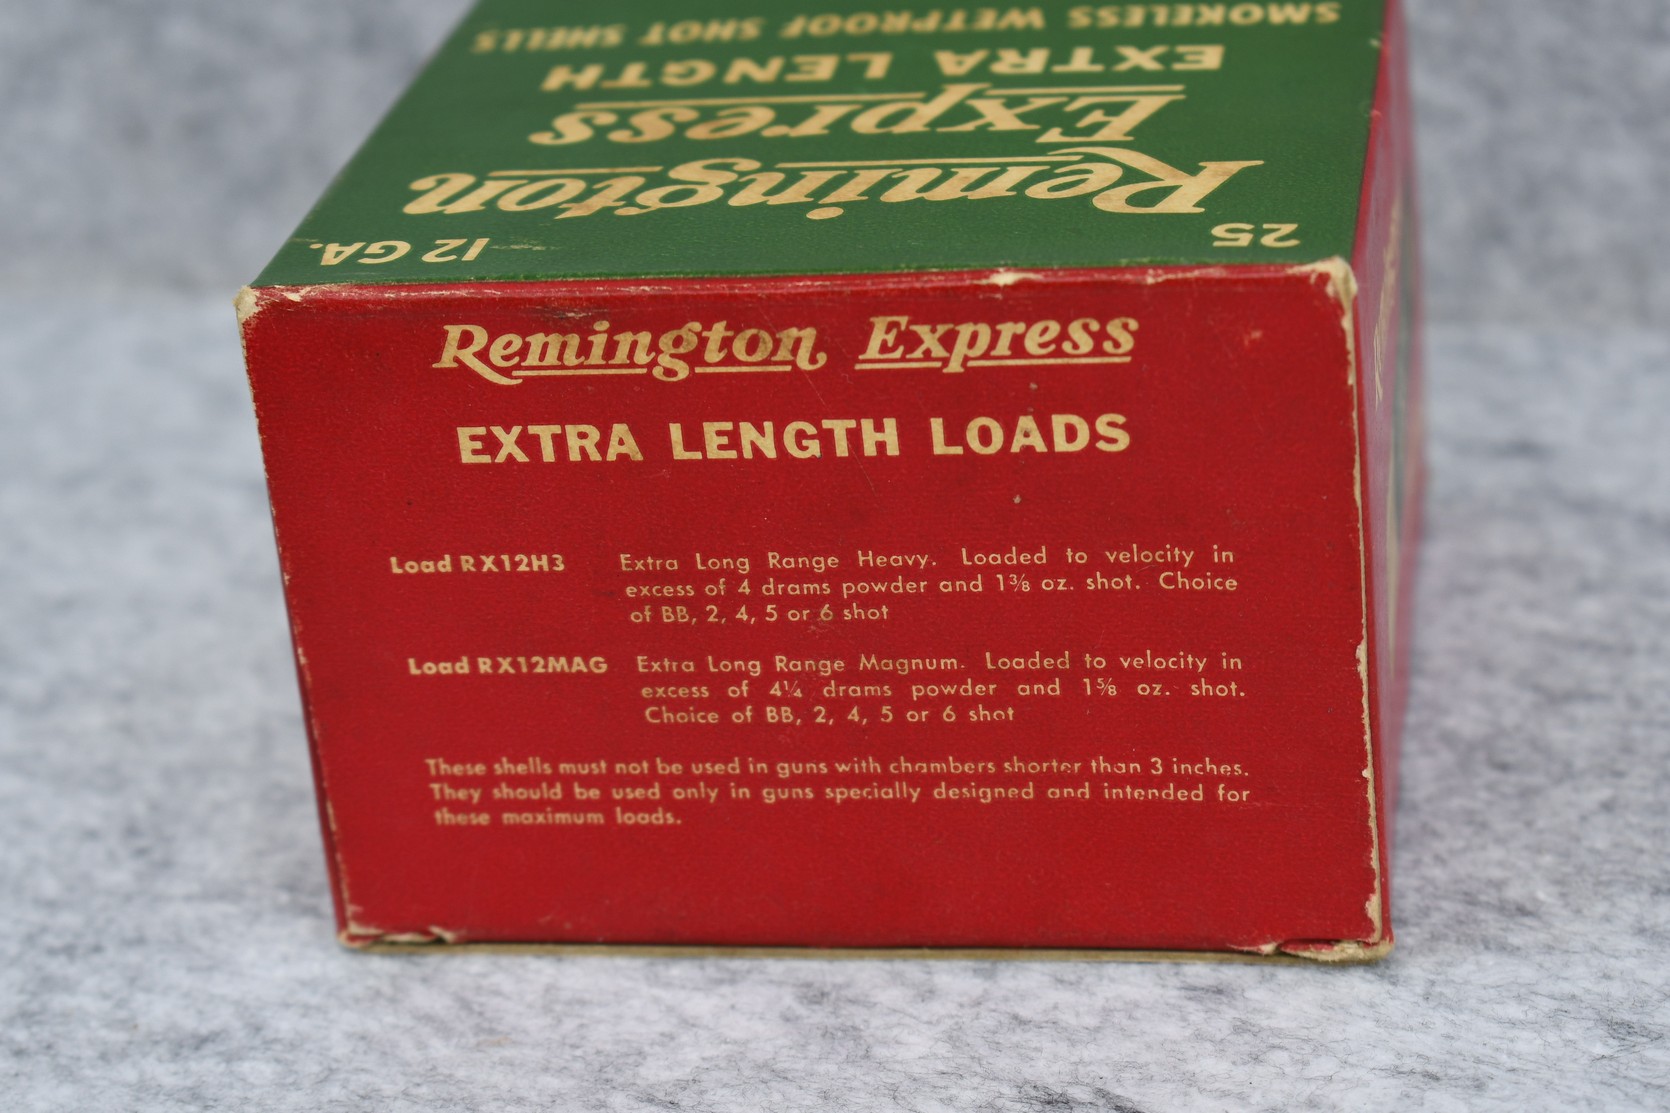 SMOKELESS WETPROOF SHOT SHELLS
EXTRA LENGTH
Express
Remington
25
12 GA.
Remington Express
EXTRA LENGTH LOADS
Load RX12H3 Extra Long Range Heavy. Loaded to velocity in
excess of 4 drams powder and 1⅜ oz. shot. Choice
of BB, 2, 4, 5 or 6 shot
Load RX12MAG Extra Long Range Magnum. Loaded to velocity in
excess of 4¼ drams powder and 1⅝ oz. shot.
Choice of BB, 2, 4, 5 or 6 shot
These shells must not be used in guns with chambers shorter than 3 inches.
They should be used only in guns specially designed and intended for
these maximum loads.